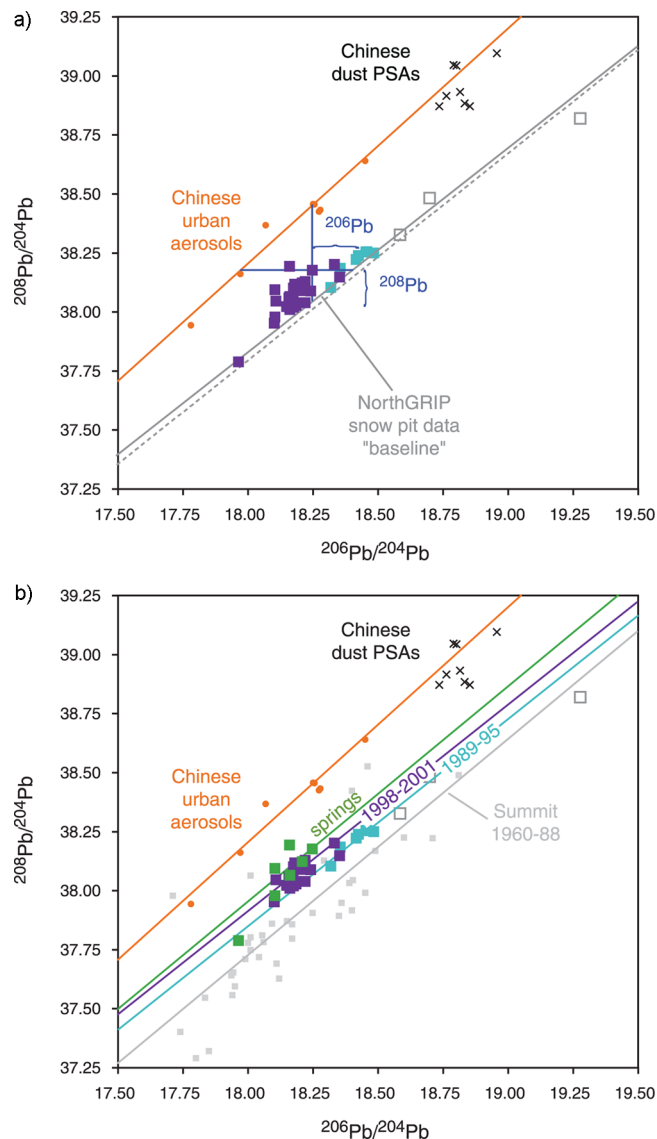 a)
39.25
39.00
38.75
38.50
38.25
38.00
37.75
37.50
37.25
²⁰⁸Pb/²⁰⁴Pb
Chinese
dust PSAs
Chinese
urban
aerosols
²⁰⁶Pb
²⁰⁸Pb
NorthGRIP
snow pit data
"baseline"
17.50 17.75 18.00 18.25 18.50 18.75 19.00 19.25 19.50
²⁰⁶Pb/²⁰⁴Pb
b)
39.25
39.00
38.75
38.50
38.25
38.00
37.75
37.50
37.25
²⁰⁸Pb/²⁰⁴Pb
Chinese
dust PSAs
Chinese
urban
aerosols
springs
1998-2001
1989-95
Summit
1960-88
17.50 17.75 18.00 18.25 18.50 18.75 19.00 19.25 19.50
²⁰⁶Pb/²⁰⁴Pb